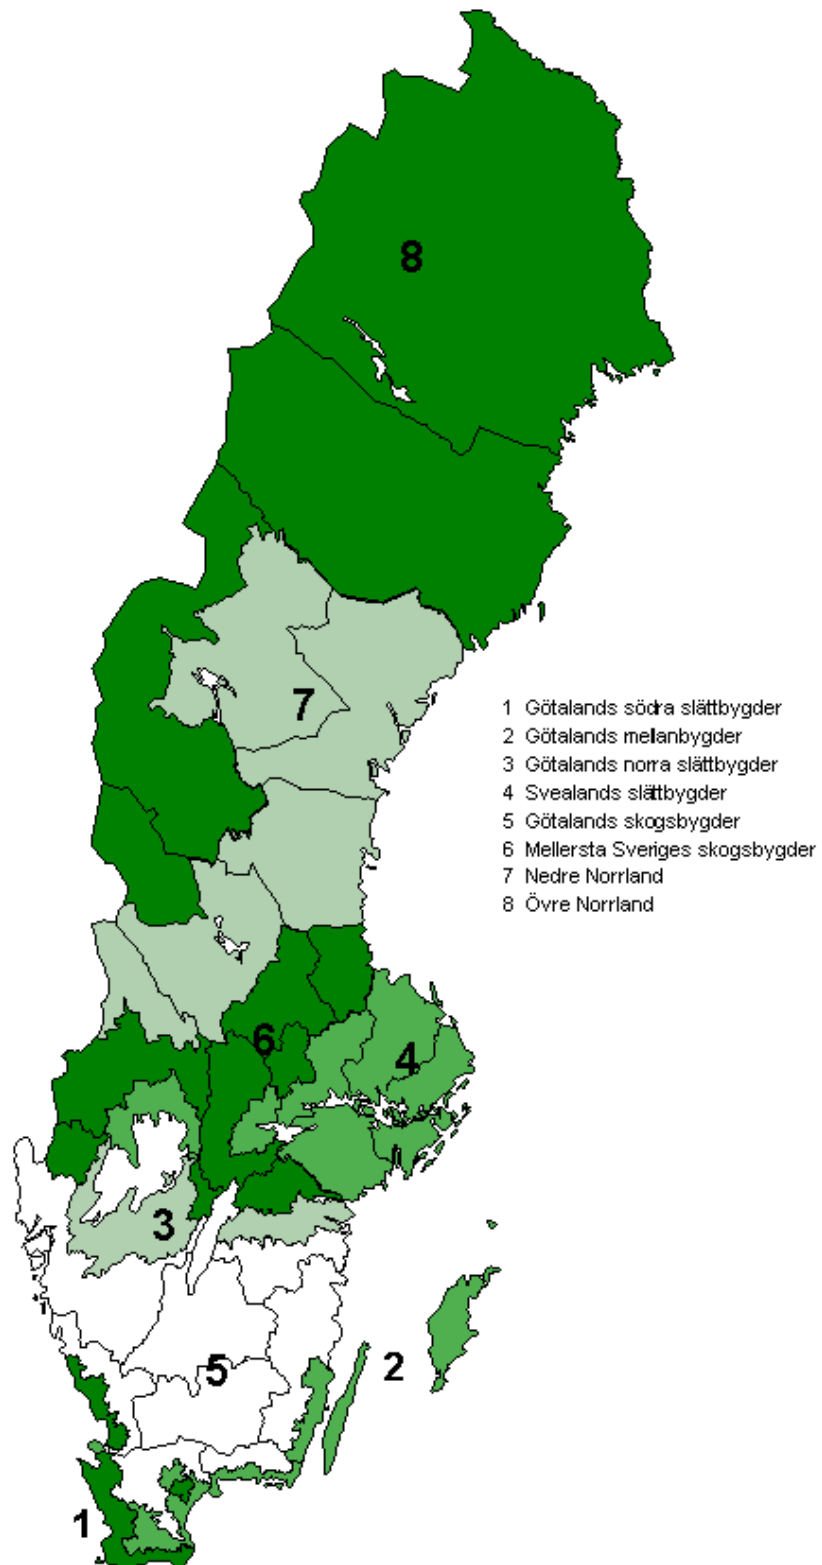 8
7
1 Götalands södra slättbygder
2 Götalands mellanbygder
3 Götalands norra slättbygder
4 Svealands slättbygder
5 Götalands skogsbygder
6 Mellersta Sveriges skogsbygder
7 Nedre Norrland
8 Övre Norrland
6
4
3
5
2
1